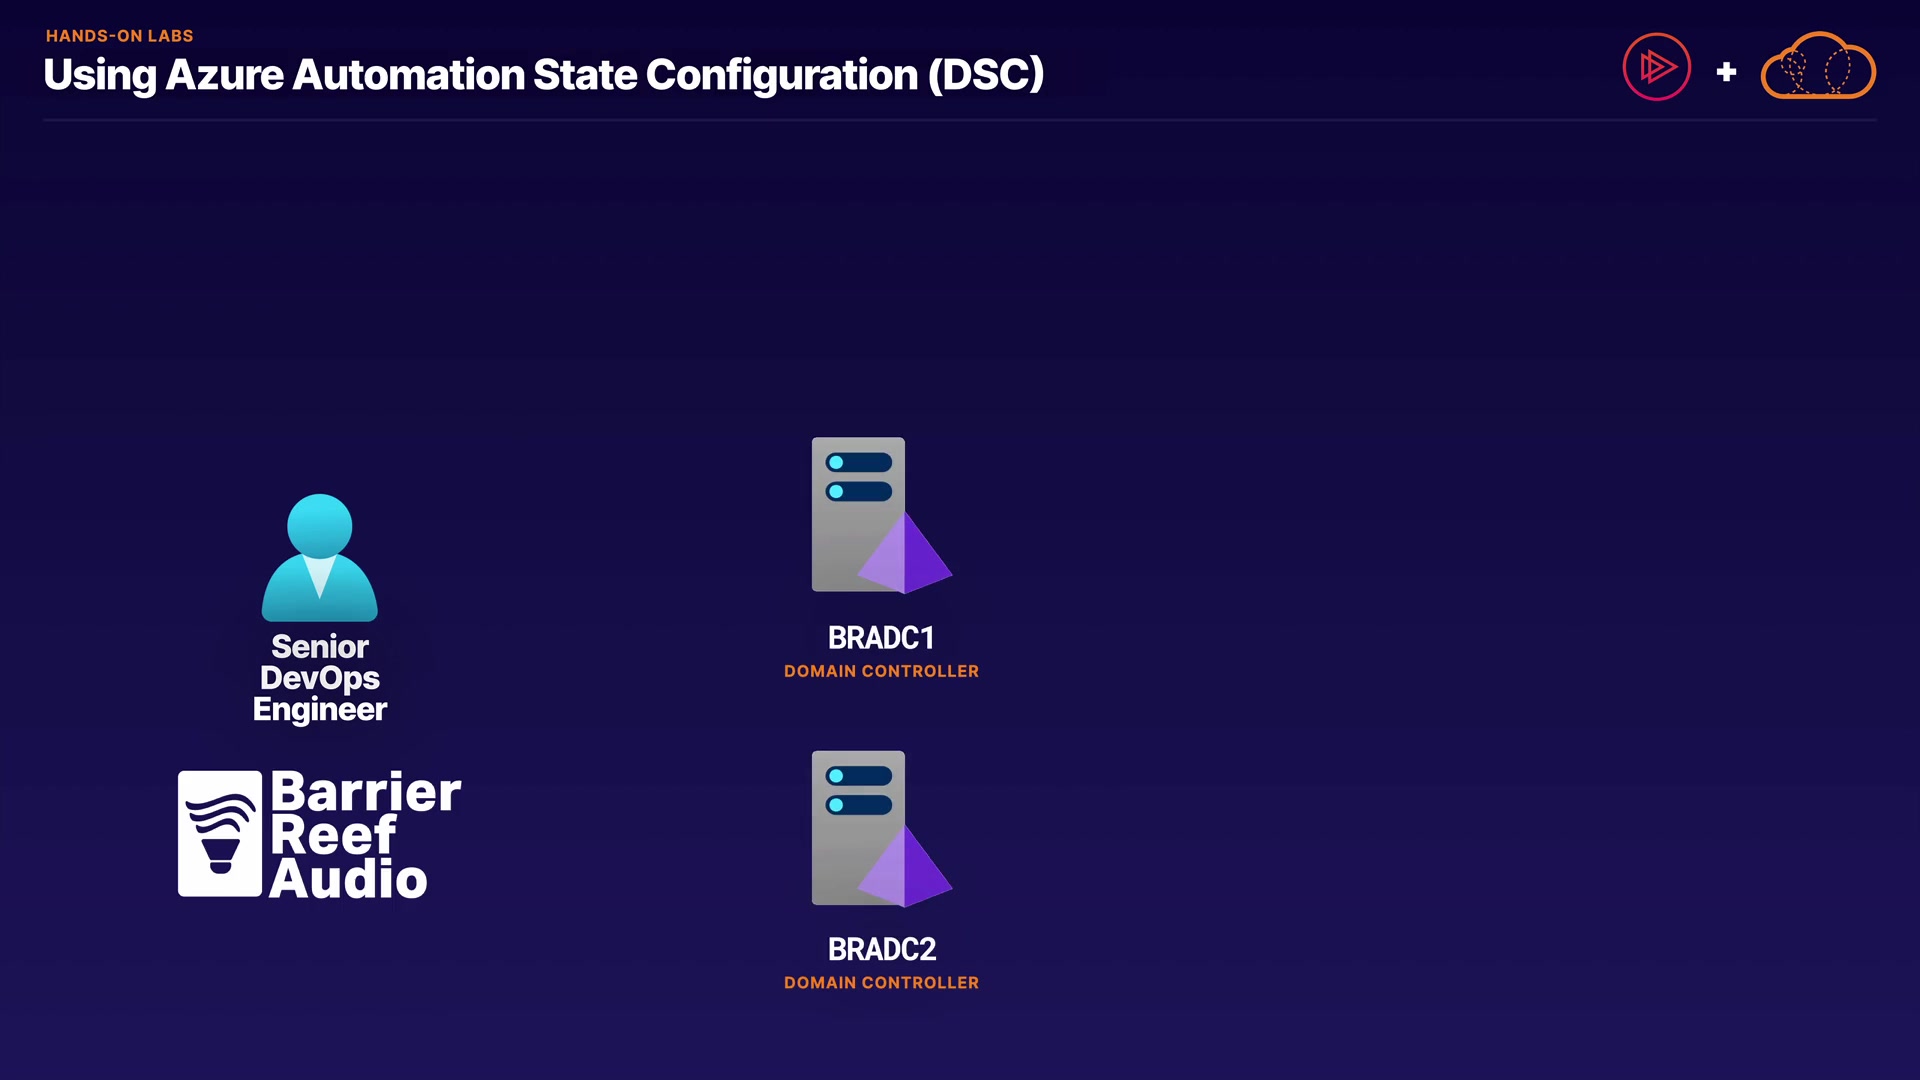 HANDS-ON LABS
Using Azure Automation State Configuration (DSC)
+
Senior
DevOps
Engineer
Barrier
Reef
Audio
BRADC1
DOMAIN CONTROLLER
BRADC2
DOMAIN CONTROLLER